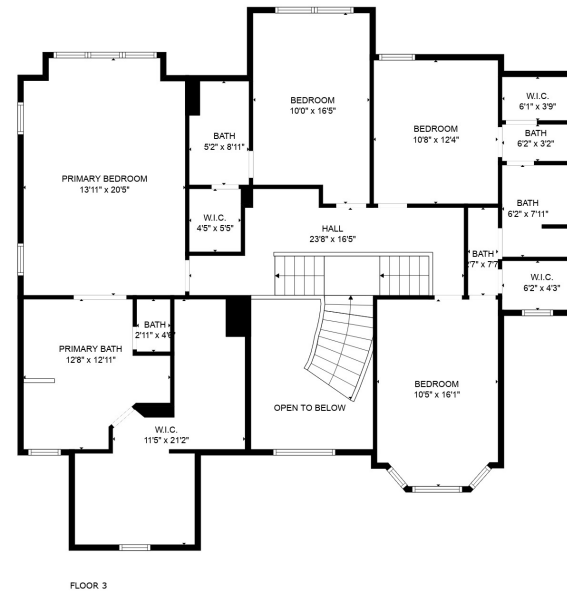 BEDROOM
10'0" x 16'5"
BEDROOM
10'8" x 12'4"
W.I.C.
6'1" x 3'9"
BATH
6'2" x 3'2"
BATH
5'2" x 8'11"
PRIMARY BEDROOM
13'11" x 20'5"
W.I.C.
4'5" x 5'5"
HALL
23'8" x 16'5"
BATH
6'2" x 7'11"
BATH
W.I.C.
6'2" x 4'3"
BATH
PRIMARY BATH
12'8" x 12'11"
BEDROOM
10'5" x 16'1"
OPEN TO BELOW
W.I.C.
11'5" x 21'2"
FLOOR 3